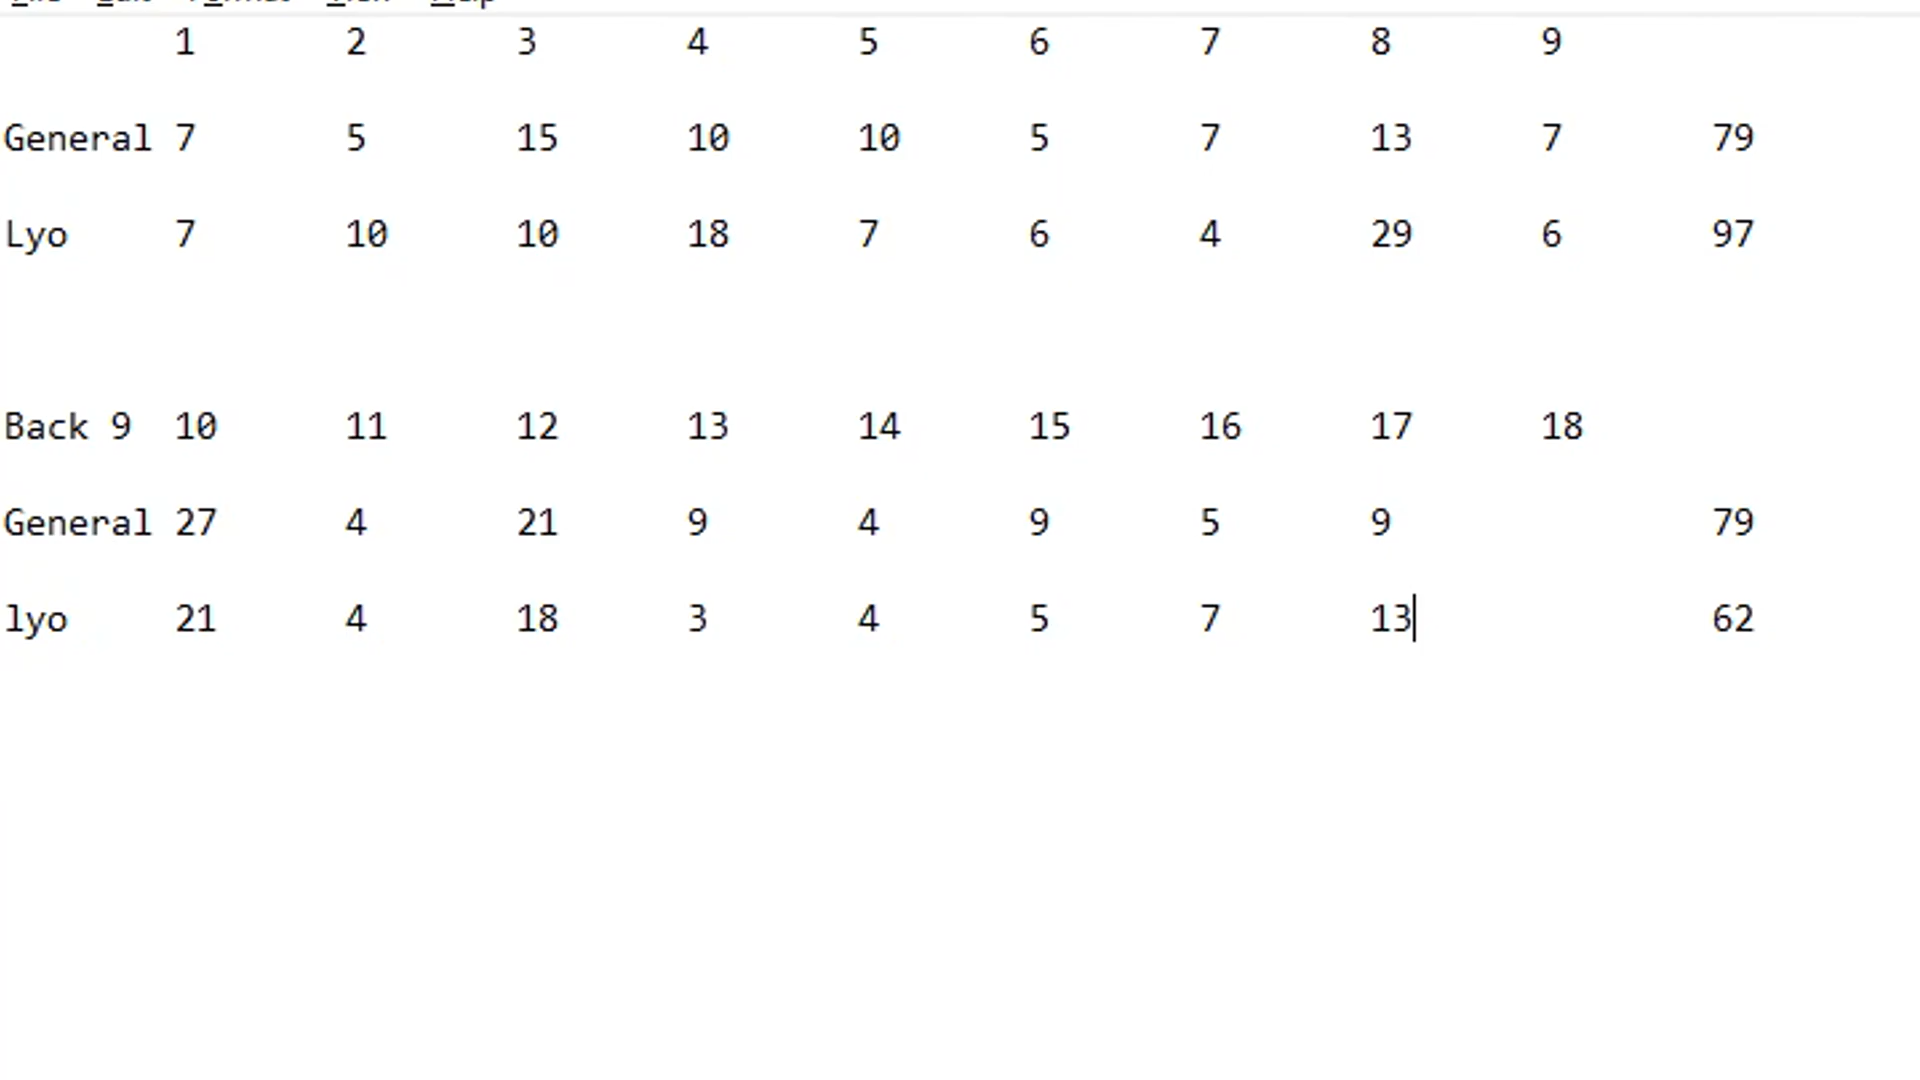 1 2 3 4 5 6 7 8 9
General 7 5 15 10 10 5 7 13 7 79
Lyo 7 10 10 18 7 6 4 29 6 97
Back 9 10 11 12 13 14 15 16 17 18
General 27 4 21 9 4 9 5 9 79
lyo 21 4 18 3 4 5 7 13 62